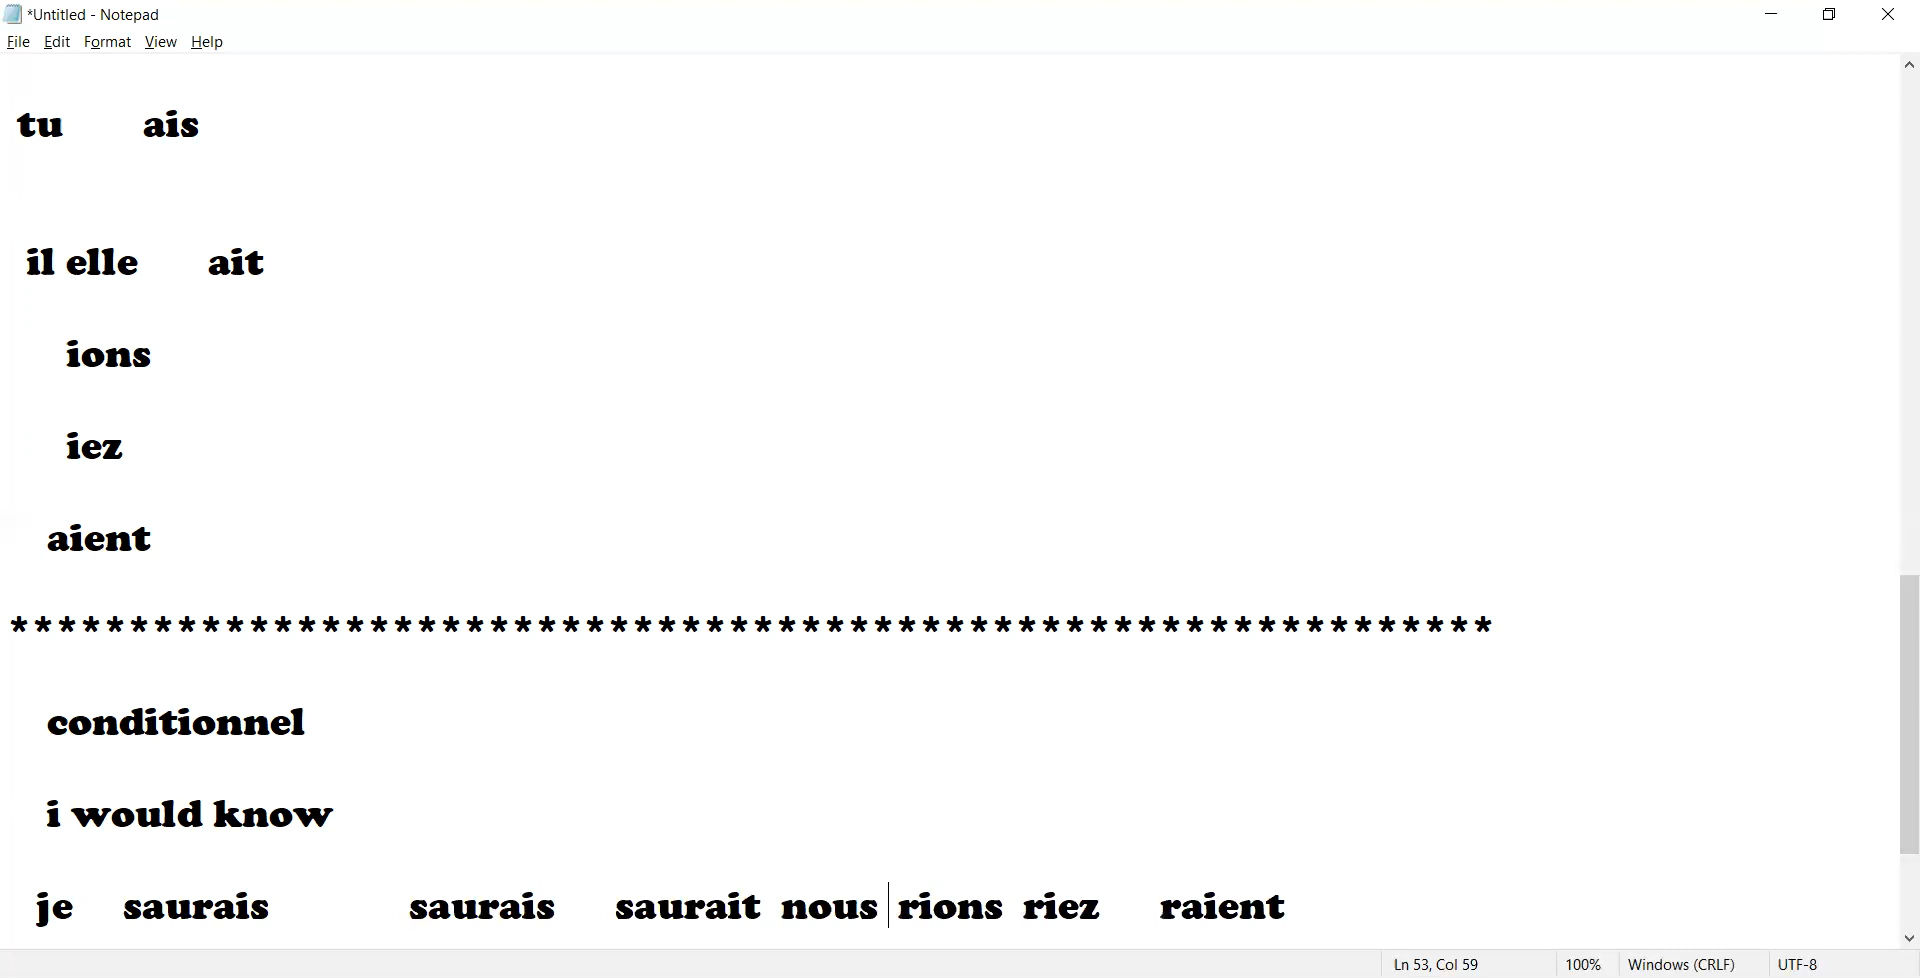 *Untitled - Notepad
File Edit Format View Help
tu ais
il elle ait
ions
iez
aient
**************************************************************
conditionnel
i would know
je saurais saurais saurait nous rions riez raient
Ln 53, Col 59 100% Windows (CRLF) UTF-8